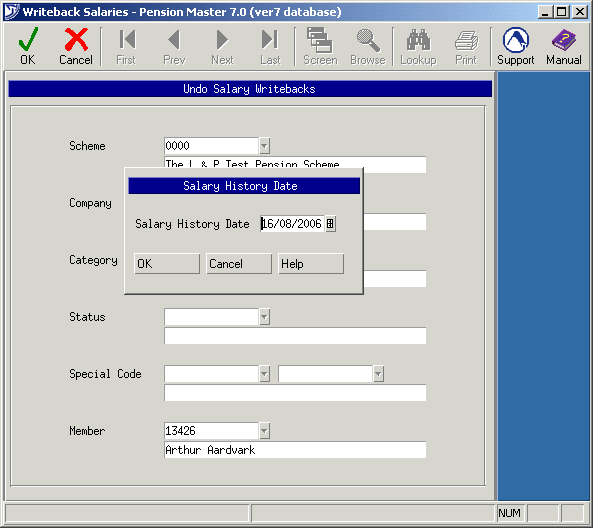 Writeback Salaries - Pension Master 7.0 (ver7 database)
OK Cancel First Prev Next Last Screen Browse Lookup Print Support Manual
Undo Salary Writebacks
Scheme 0000
The L & P Test Pension Scheme
Salary History Date
Company
Salary History Date 16/08/2006
Category
OK Cancel Help
Status
Special Code
Member 13426
Arthur Aardvark
NUM